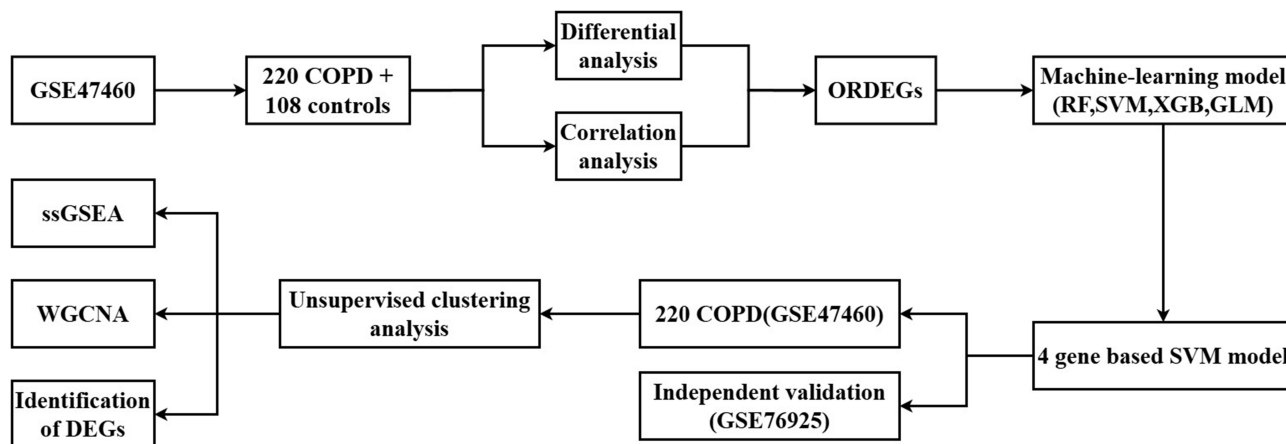 GSE47460
220 COPD +
108 controls
Differential
analysis
Correlation
analysis
ORDEGs
Machine-learning model
(RF,SVM,XGB,GLM)
4 gene based SVM model
220 COPD(GSE47460)
Independent validation
(GSE76925)
Unsupervised clustering
analysis
ssGSEA
WGCNA
Identification
of DEGs